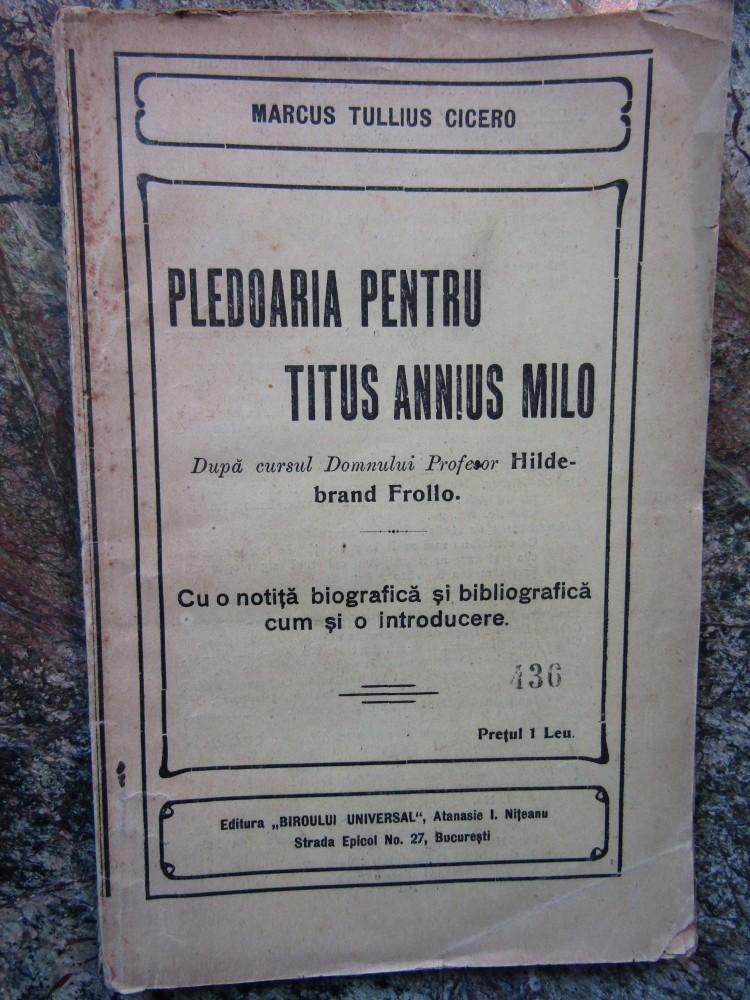 MARCUS TULLIUS CICERO
PLEDOARIA PENTRU
TITUS ANNIUS MILO
După cursul Domnului Profesor Hilde-
brand Frollo.
Cu o notiță biografică și bibliografică
cum și o introducere.
436
Prețul 1 Leu.
Editura „BIROULUI UNIVERSAL“, Atanasie I. Nițeanu
Strada Epicol No. 27, București